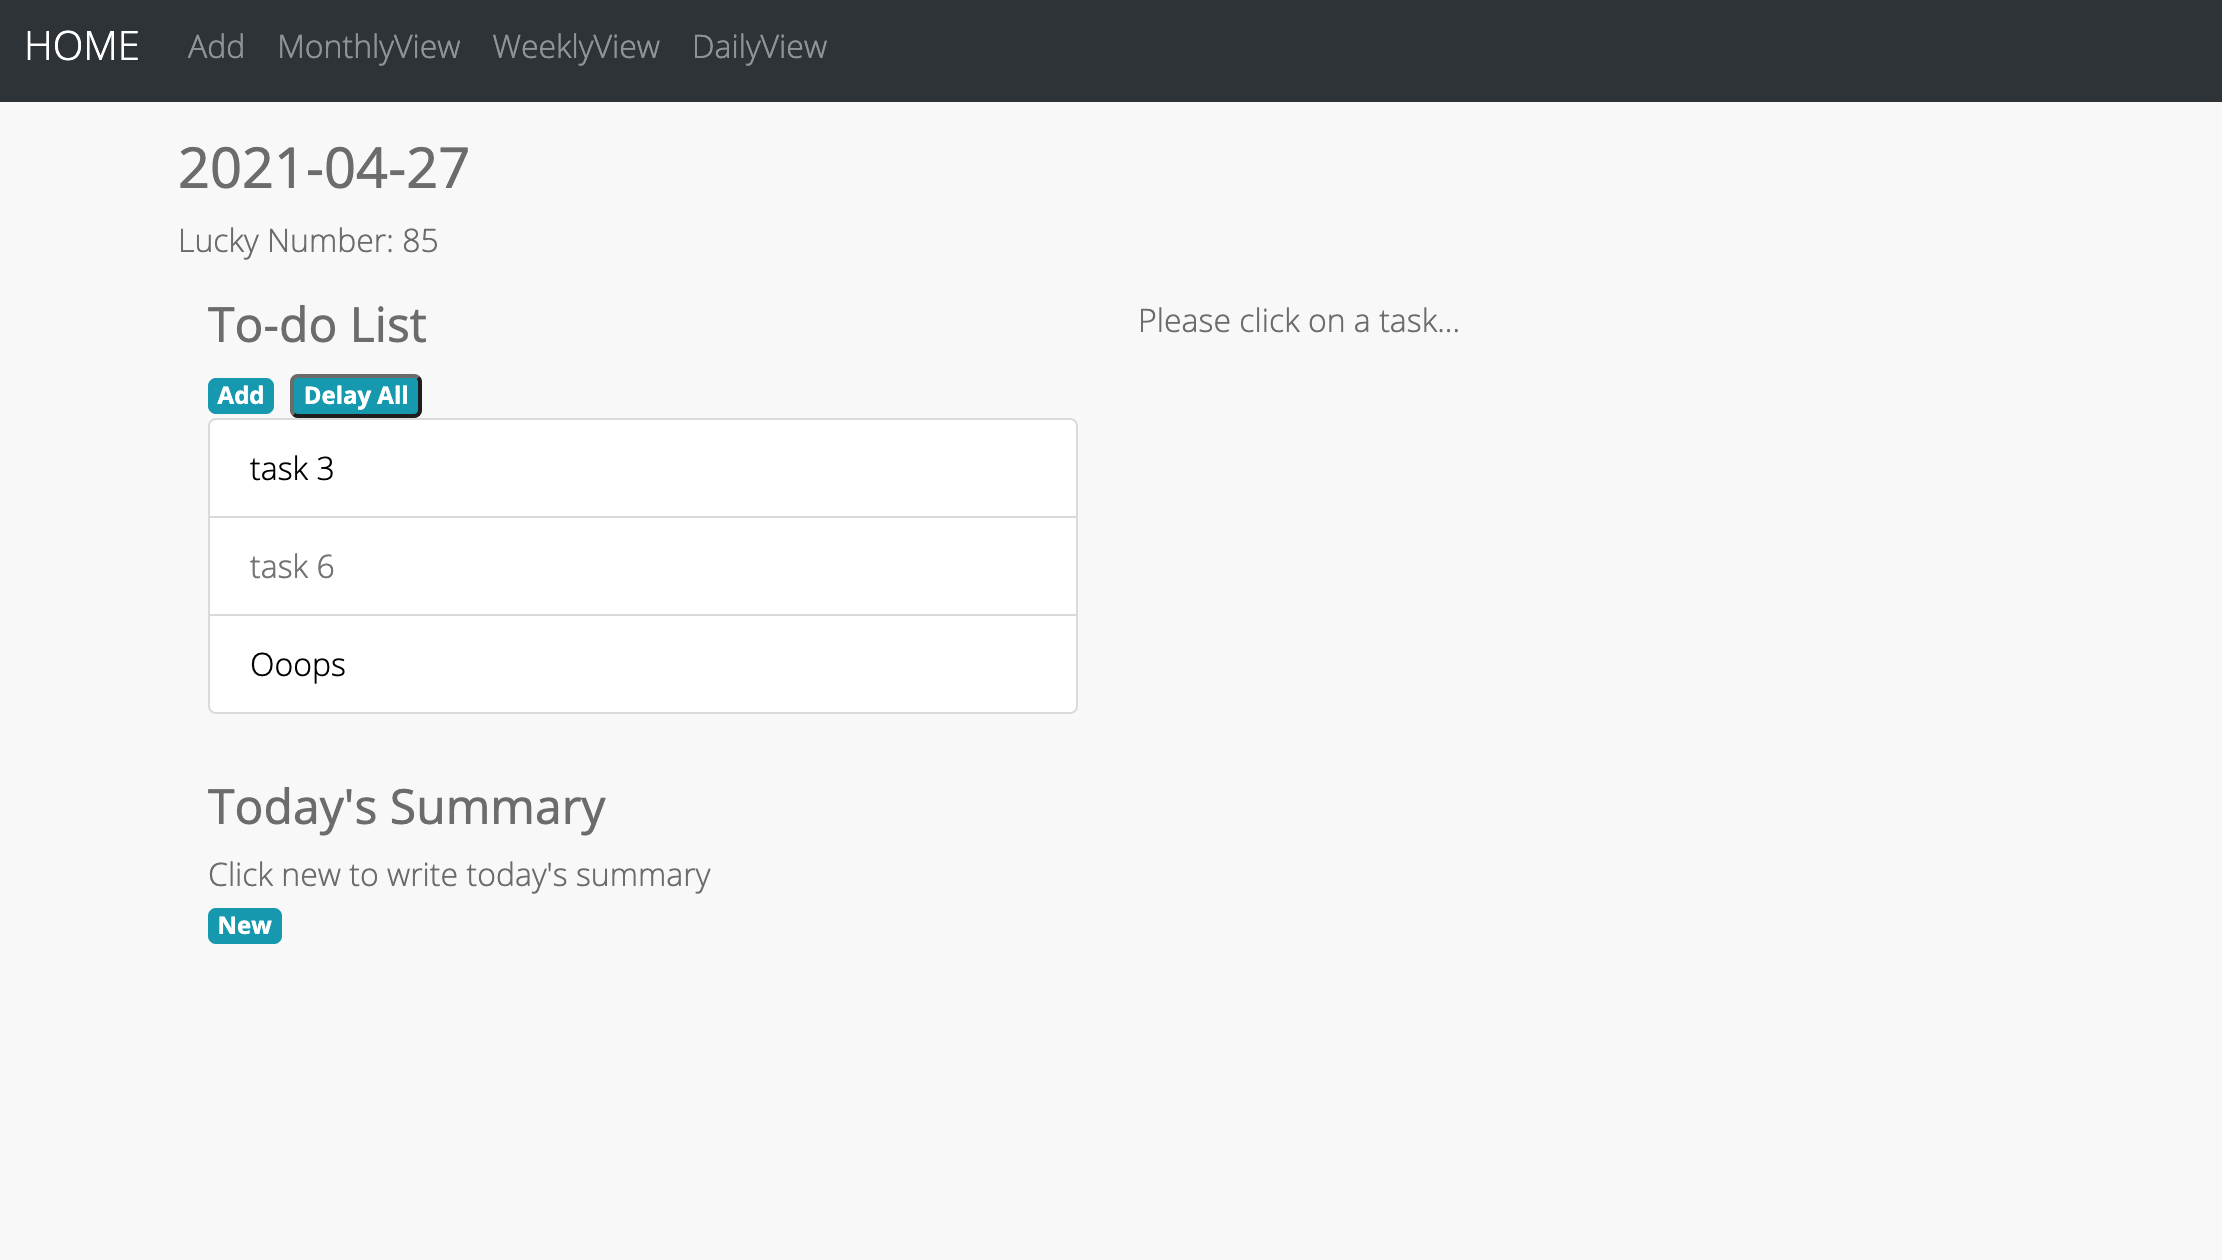 HOME Add MonthlyView WeeklyView DailyView
2021-04-27
Lucky Number: 85
To-do List
Add Delay All
task 3
task 6
Ooops
Today's Summary
Click new to write today's summary
New
Please click on a task...